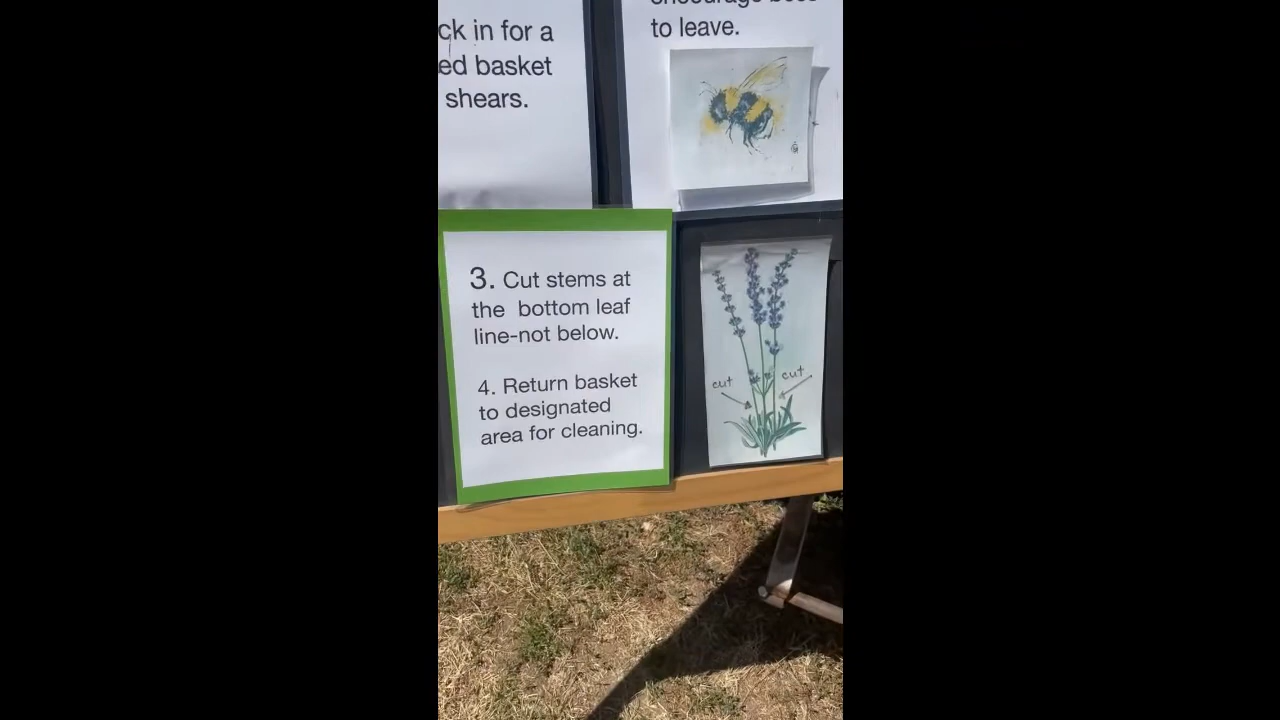 ck in for a
ed basket
shears.
to leave.
3. Cut stems at
the bottom leaf
line-not below.
4. Return basket
to designated
area for cleaning.
cut
cut